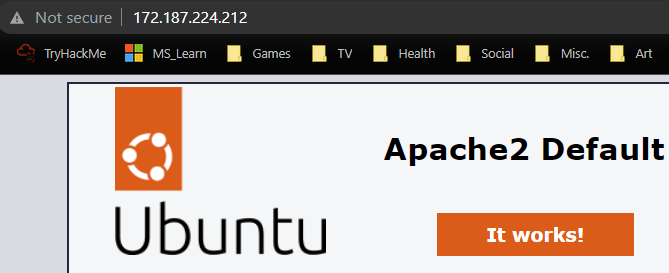 Not secure 172.187.224.212
TryHackMe MS_Learn Games TV Health Social Misc. Art
Apache2 Default
Ubuntu
It works!